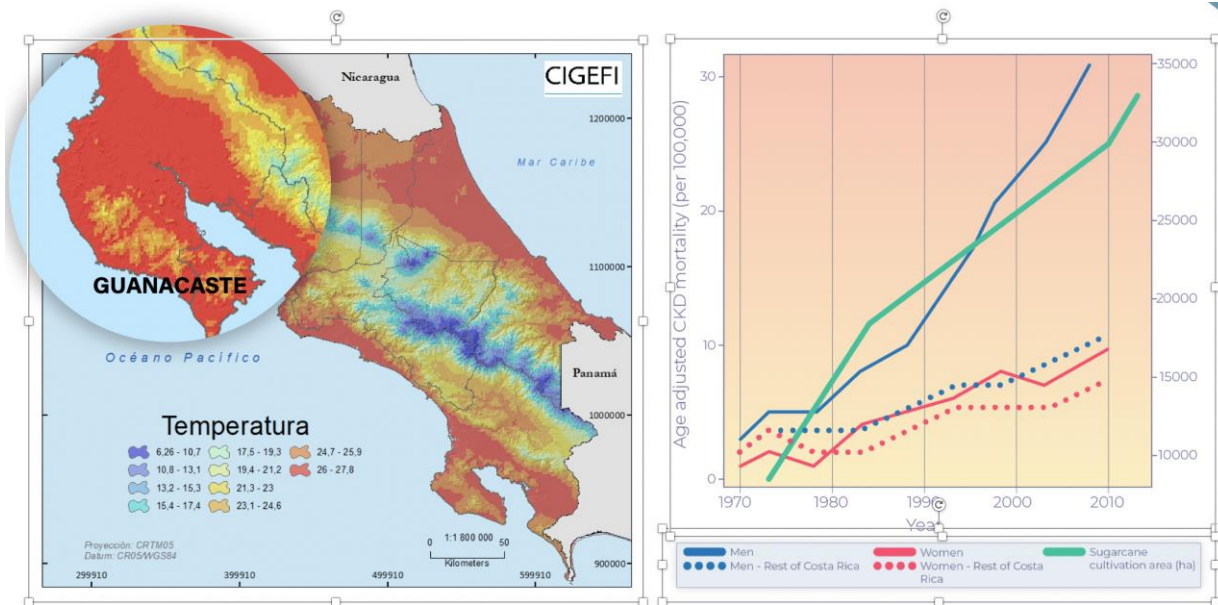 Nicaragua
CIGEFI
1200000
Mar Caribe
1100000
GUANACASTE
Océano Pacífico
Panamá
1000000
Temperatura
6,26 - 10,7
17,5 - 19,3
24,7 - 25,9
10,8 - 13,1
19,4 - 21,2
26 - 27,8
13,2 - 15,3
21,3 - 23
15,4 - 17,4
23,1 - 24,6
1:1 800 000
0 50
Kilometers
Proyección: CRTM05
Datum: CR05/WGS84
900000
299910
399910
499910
599910
Age adjusted CKD mortality (per 100,000)
30
20
10
0
35000
30000
25000
20000
15000
10000
1970
1980
1990
2000
2010
Year
Men
Women
Sugarcane
cultivation area (ha)
Men - Rest of Costa Rica
Women - Rest of Costa
Rica